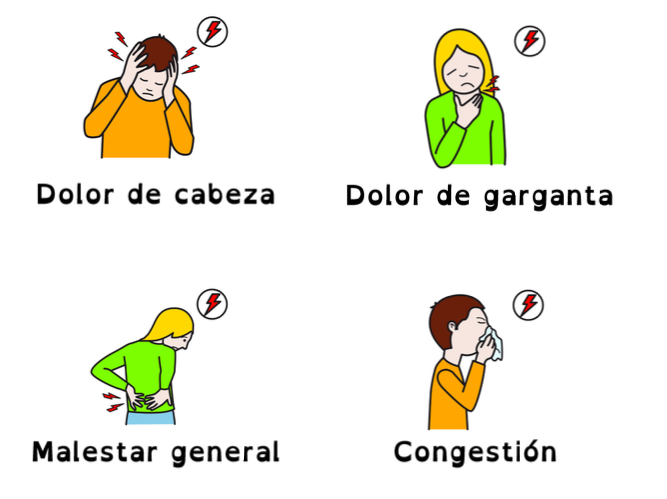 Dolor de cabeza
Dolor de garganta
Malestar general
Congestión